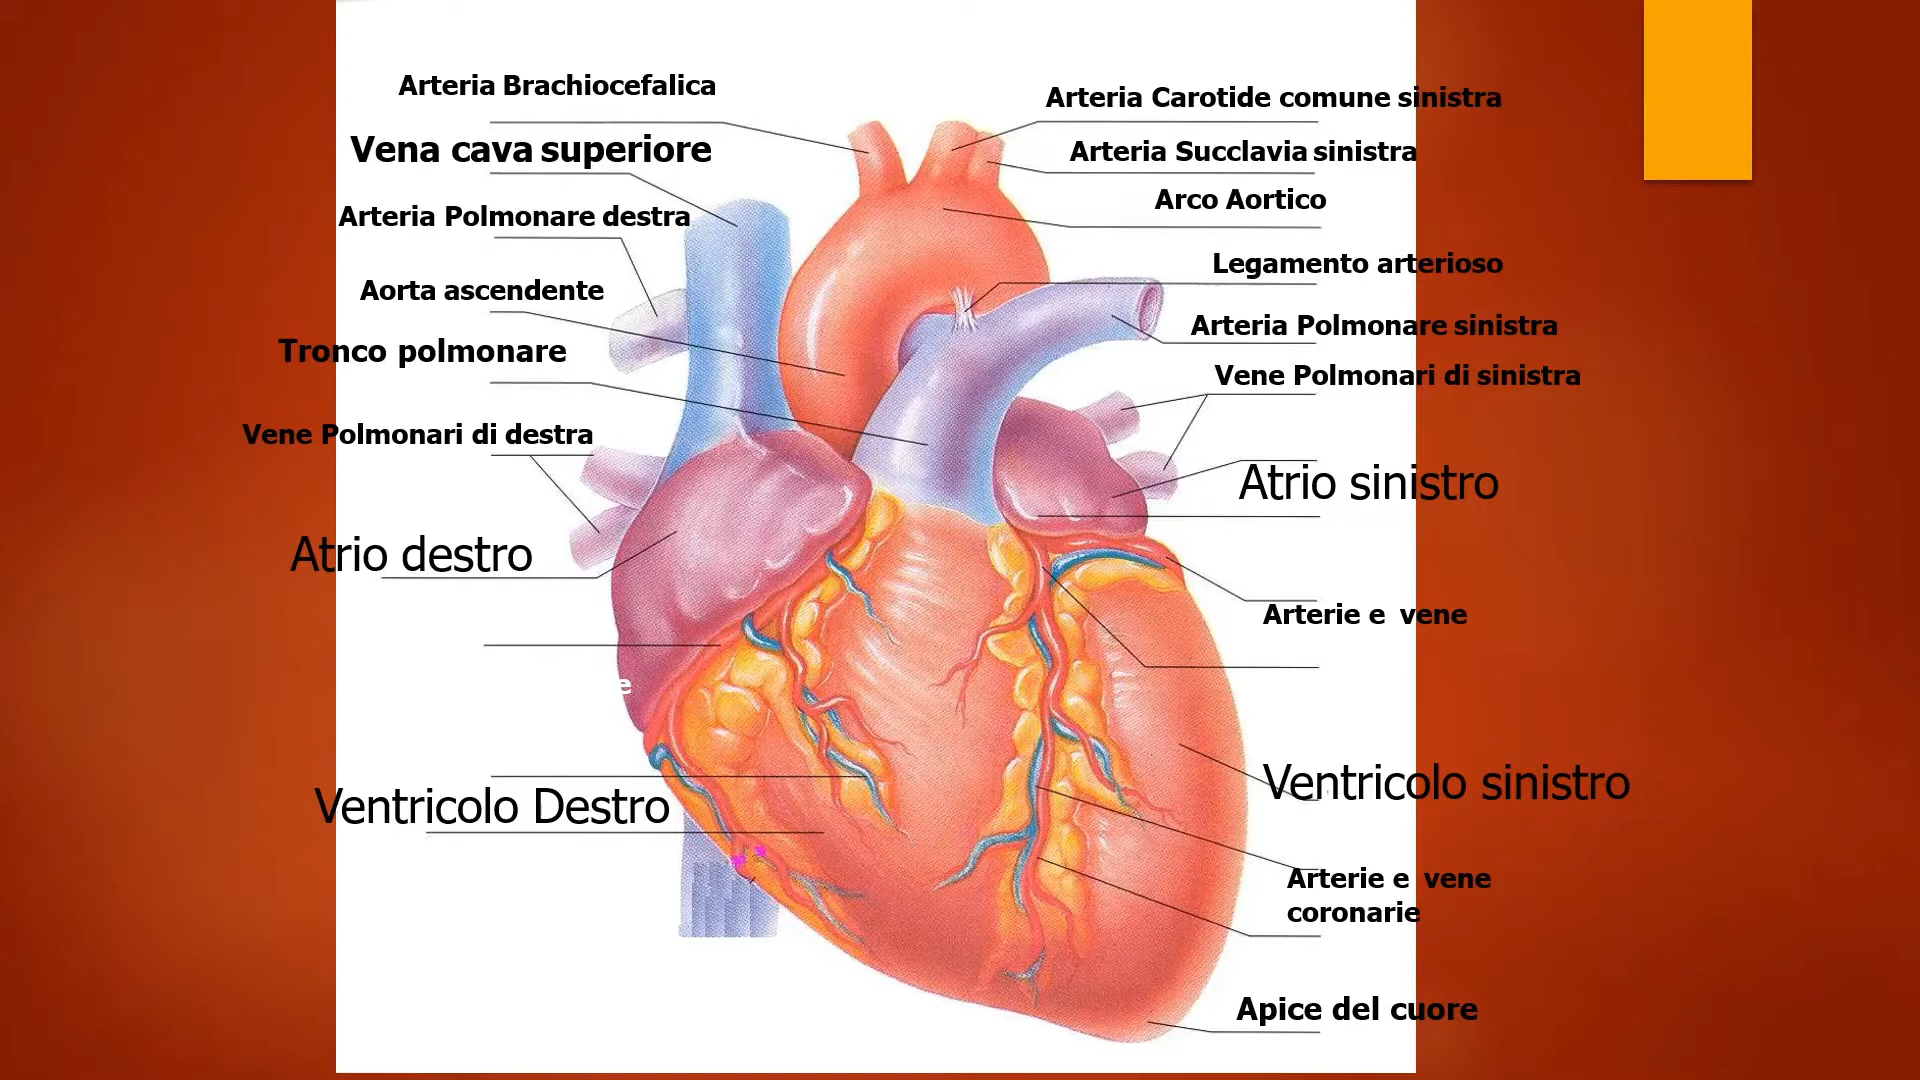 Arteria Brachiocefalica
Vena cava superiore
Arteria Polmonare destra
Aorta ascendente
Tronco polmonare
Vene Polmonari di destra
Atrio destro
e
Ventricolo Destro
Arteria Carotide comune sinistra
Arteria Succlavia sinistra
Arco Aortico
Legamento arterioso
Arteria Polmonare sinistra
Vene Polmonari di sinistra
Atrio sinistro
Arterie e vene
Ventricolo sinistro
Arterie e vene
coronarie
Apice del cuore